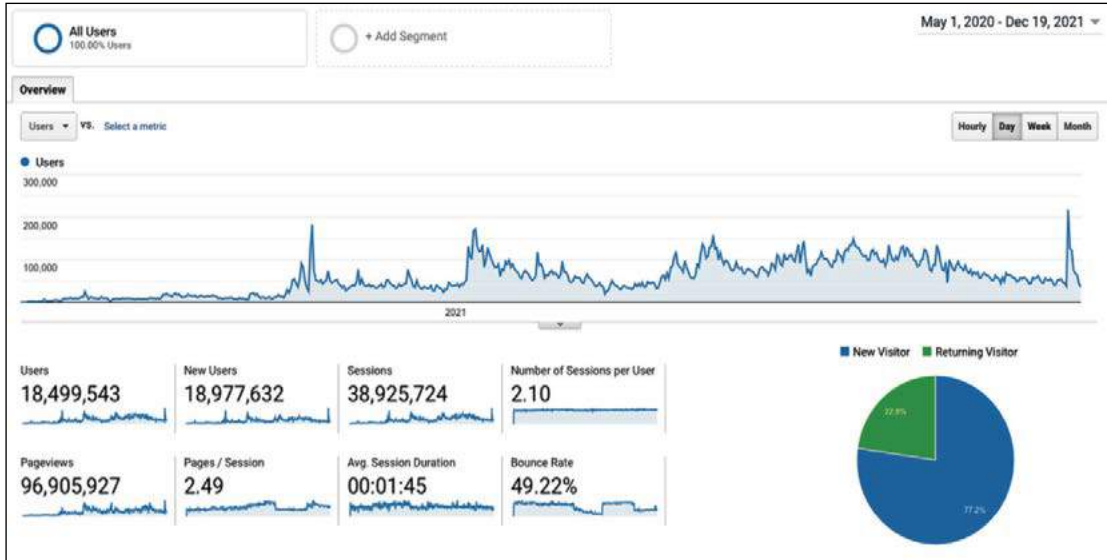 All Users
100.00% Users
+ Add Segment
May 1, 2020 - Dec 19, 2021
Overview
Users vs. Select a metric
Hourly Day Week Month
Users
300,000
200,000
100,000
2021
New Visitor Returning Visitor
Users
18,499,543
New Users
18,977,632
Sessions
38,925,724
Number of Sessions per User
2.10
Pageviews
96,905,927
Pages / Session
2.49
Avg. Session Duration
00:01:45
Bounce Rate
49.22%
22.8%
77.2%